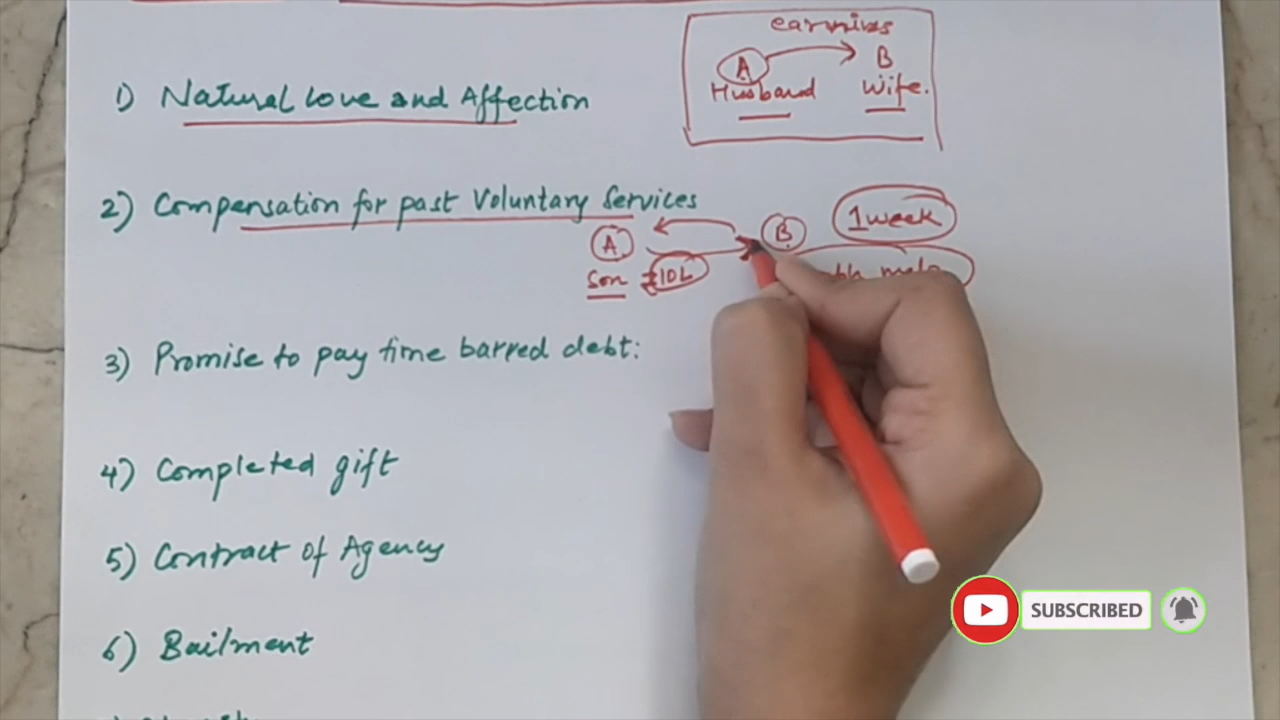 earnings
A B
Husband Wife.
1) Natural Love and Affection
2) Compensation for past Voluntary Services
1 week
A B
Son ₹10L
3) Promise to pay time barred debt:
4) Completed gift
5) Contract of Agency
6) Bailment
SUBSCRIBED